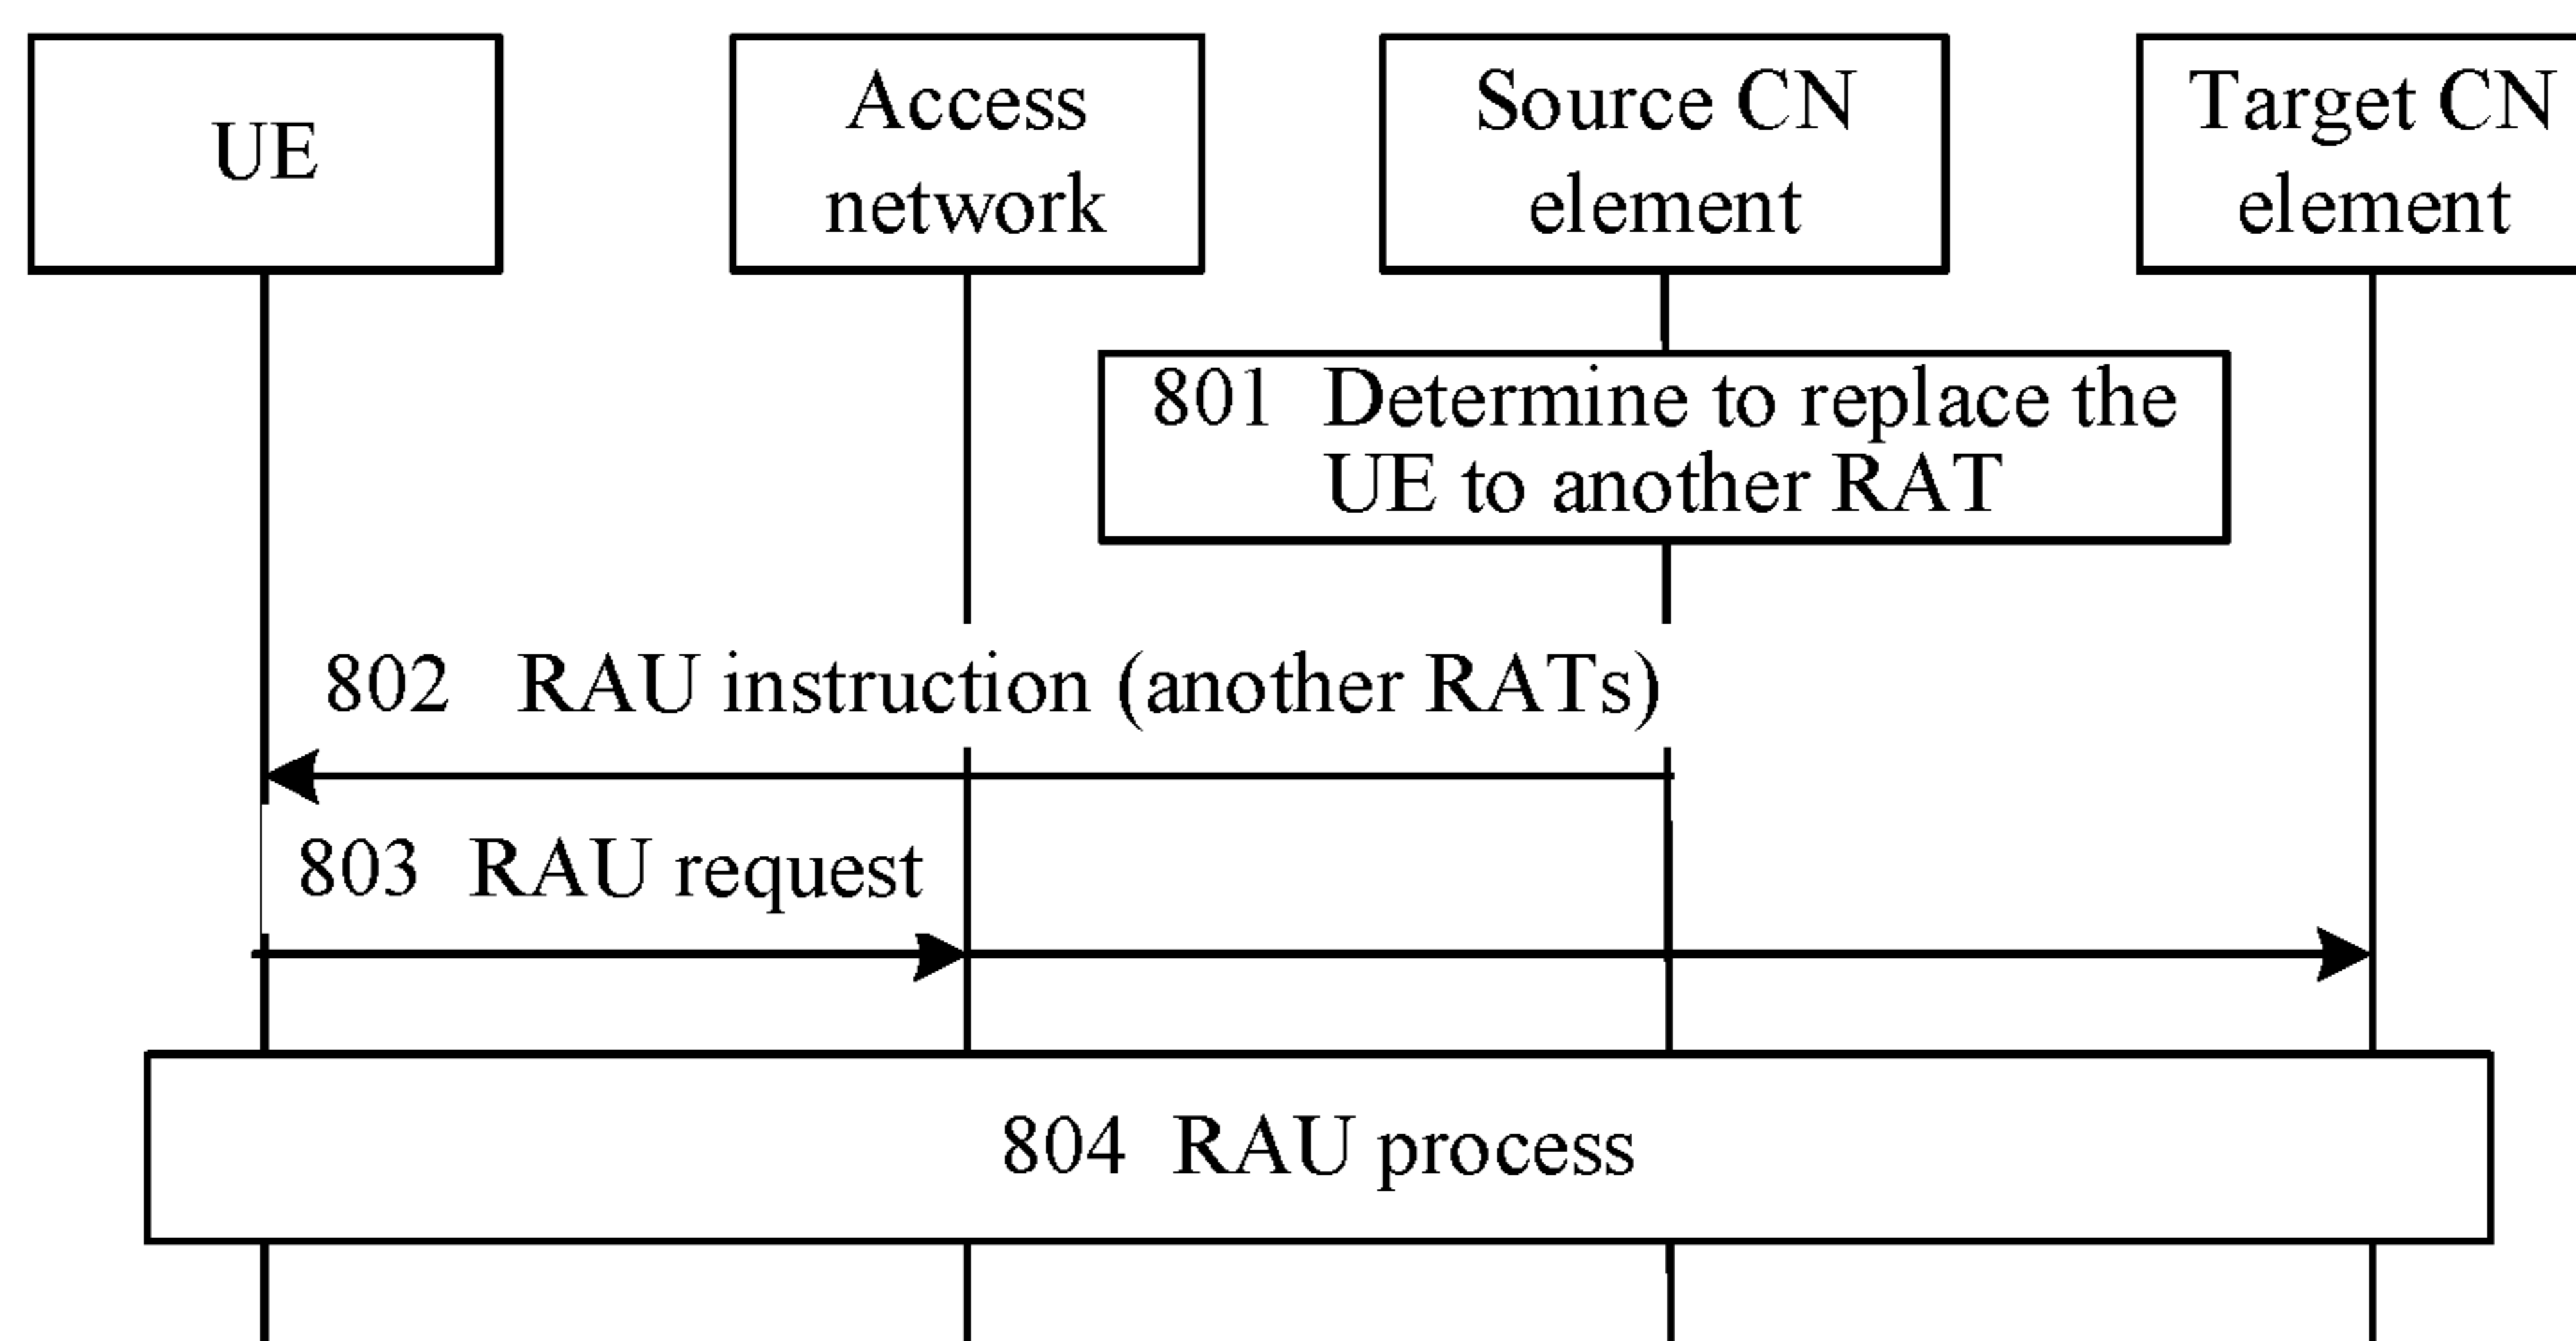 UE
Access
network
Source CN
element
Target CN
element
801 Determine to replace the
UE to another RAT
802 RAU instruction (another RATs)
803 RAU request
804 RAU process